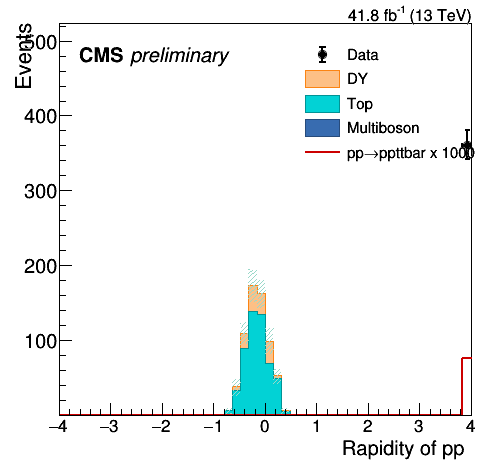 41.8 fb⁻¹ (13 TeV)
Events
CMS preliminary
Data
DY
Top
Multiboson
pp→ppttbar x 1000
500
400
300
200
100
−4 −3 −2 −1 0 1 2 3 4
Rapidity of pp